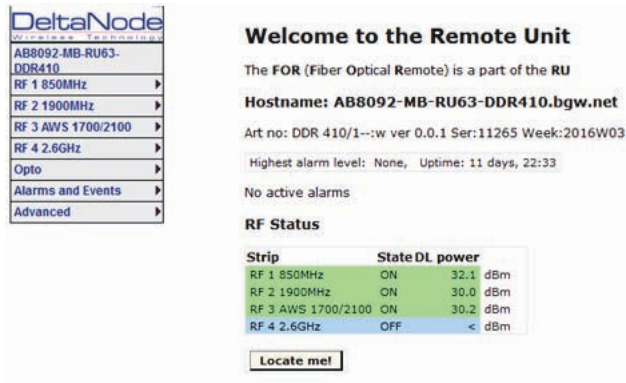 DeltaNode
Wireless Technology
AB8092-MB-RU63-
DDR410
RF 1 850MHz
RF 2 1900MHz
RF 3 AWS 1700/2100
RF 4 2.6GHz
Opto
Alarms and Events
Advanced
Welcome to the Remote Unit
The FOR (Fiber Optical Remote) is a part of the RU
Hostname: AB8092-MB-RU63-DDR410.bgw.net
Art no: DDR 410/1--:w ver 0.0.1 Ser:11265 Week:2016W03
Highest alarm level: None, Uptime: 11 days, 22:33
No active alarms
RF Status
Strip State DL power
RF 1 850MHz ON 32.1 dBm
RF 2 1900MHz ON 30.0 dBm
RF 3 AWS 1700/2100 ON 30.2 dBm
RF 4 2.6GHz OFF < dBm
Locate me!